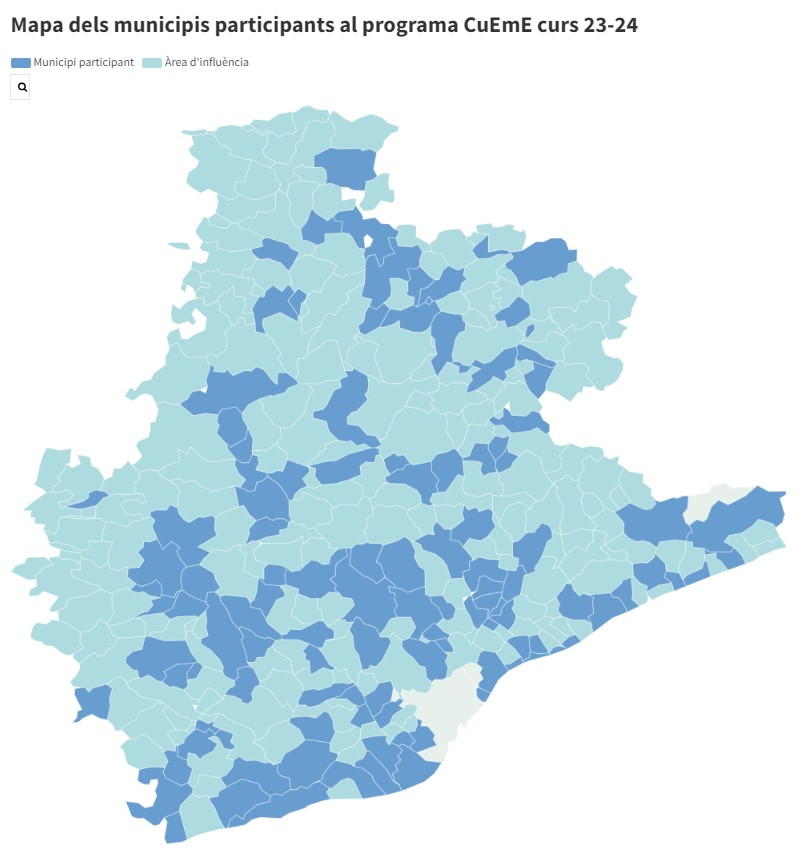 Mapa dels municipis participants al programa CuEmE curs 23-24
Municipi participant Àrea d'influència